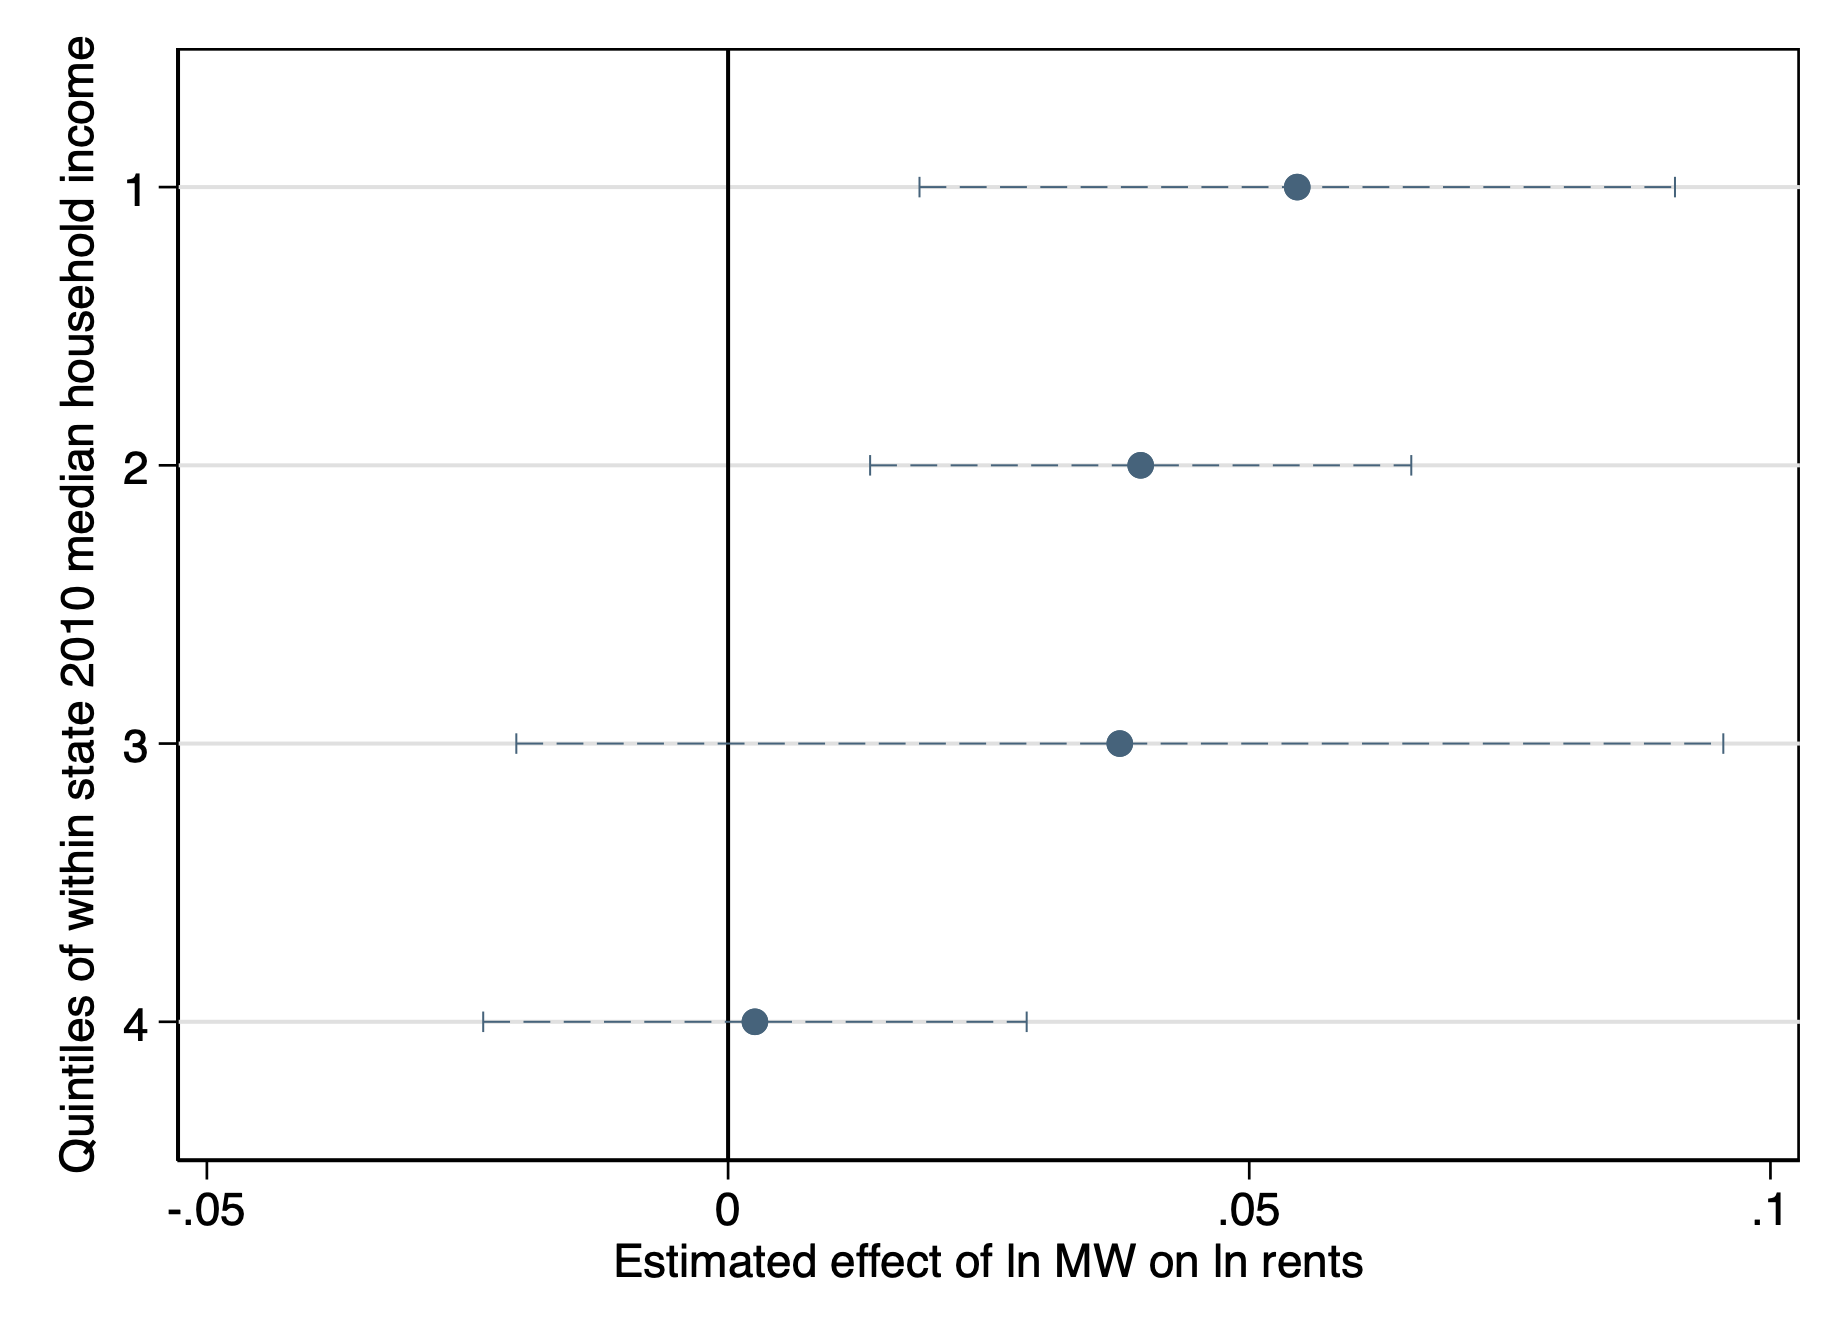 Quintiles of within state 2010 median household income
1
2
3
4
-.05 0 .05 .1
Estimated effect of ln MW on ln rents